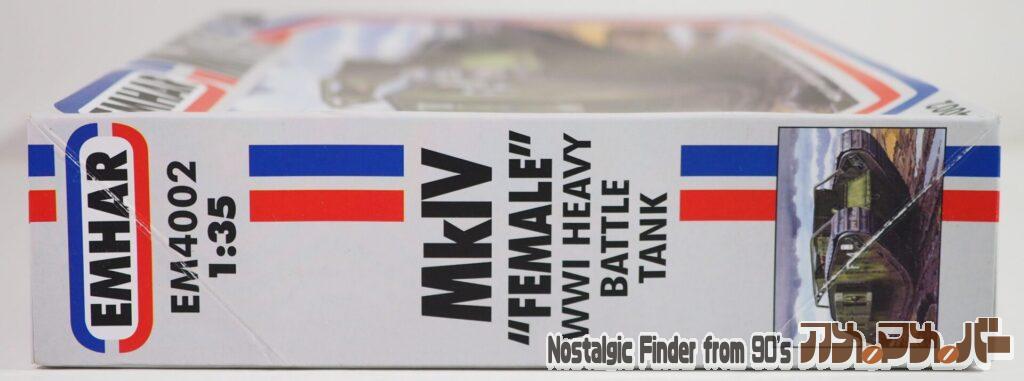 EMHAR
EM4002
1:35
MkIV
"FEMALE"
WWI HEAVY
BATTLE
TANK
Nostalgic Finder from 90's